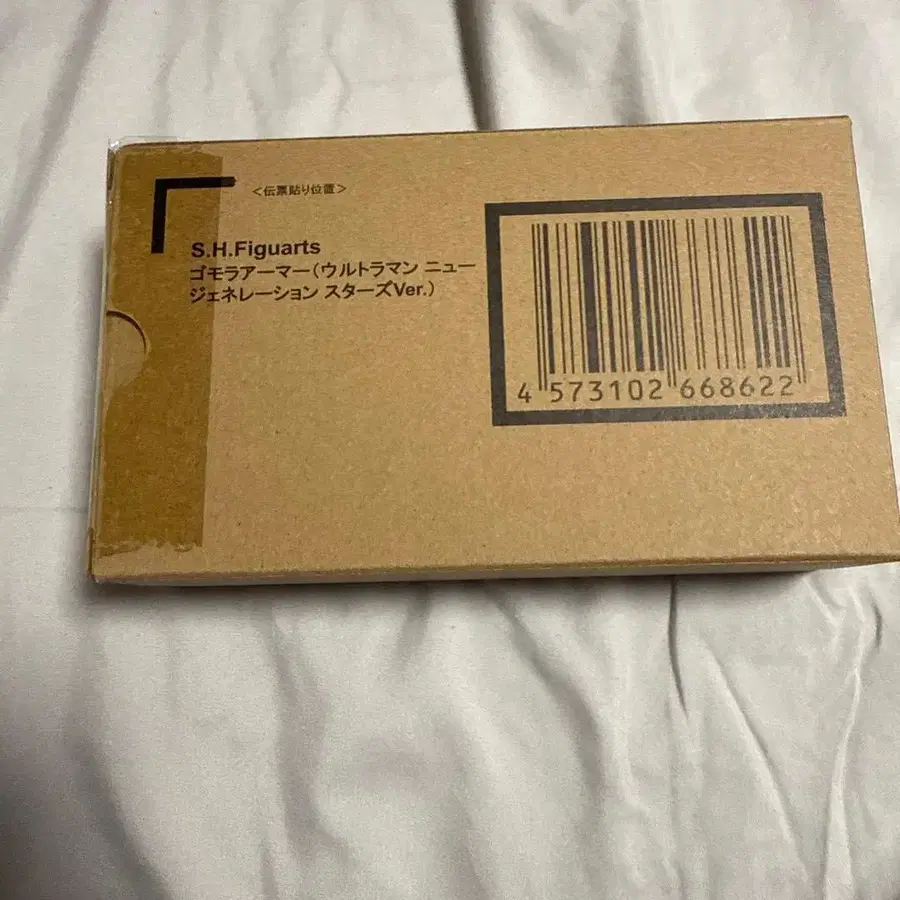 ＜伝票貼り位置＞
S.H.Figuarts
ゴモラアーマー（ウルトラマン ニュー
ジェネレーション スターズVer.）
4 573102 668622